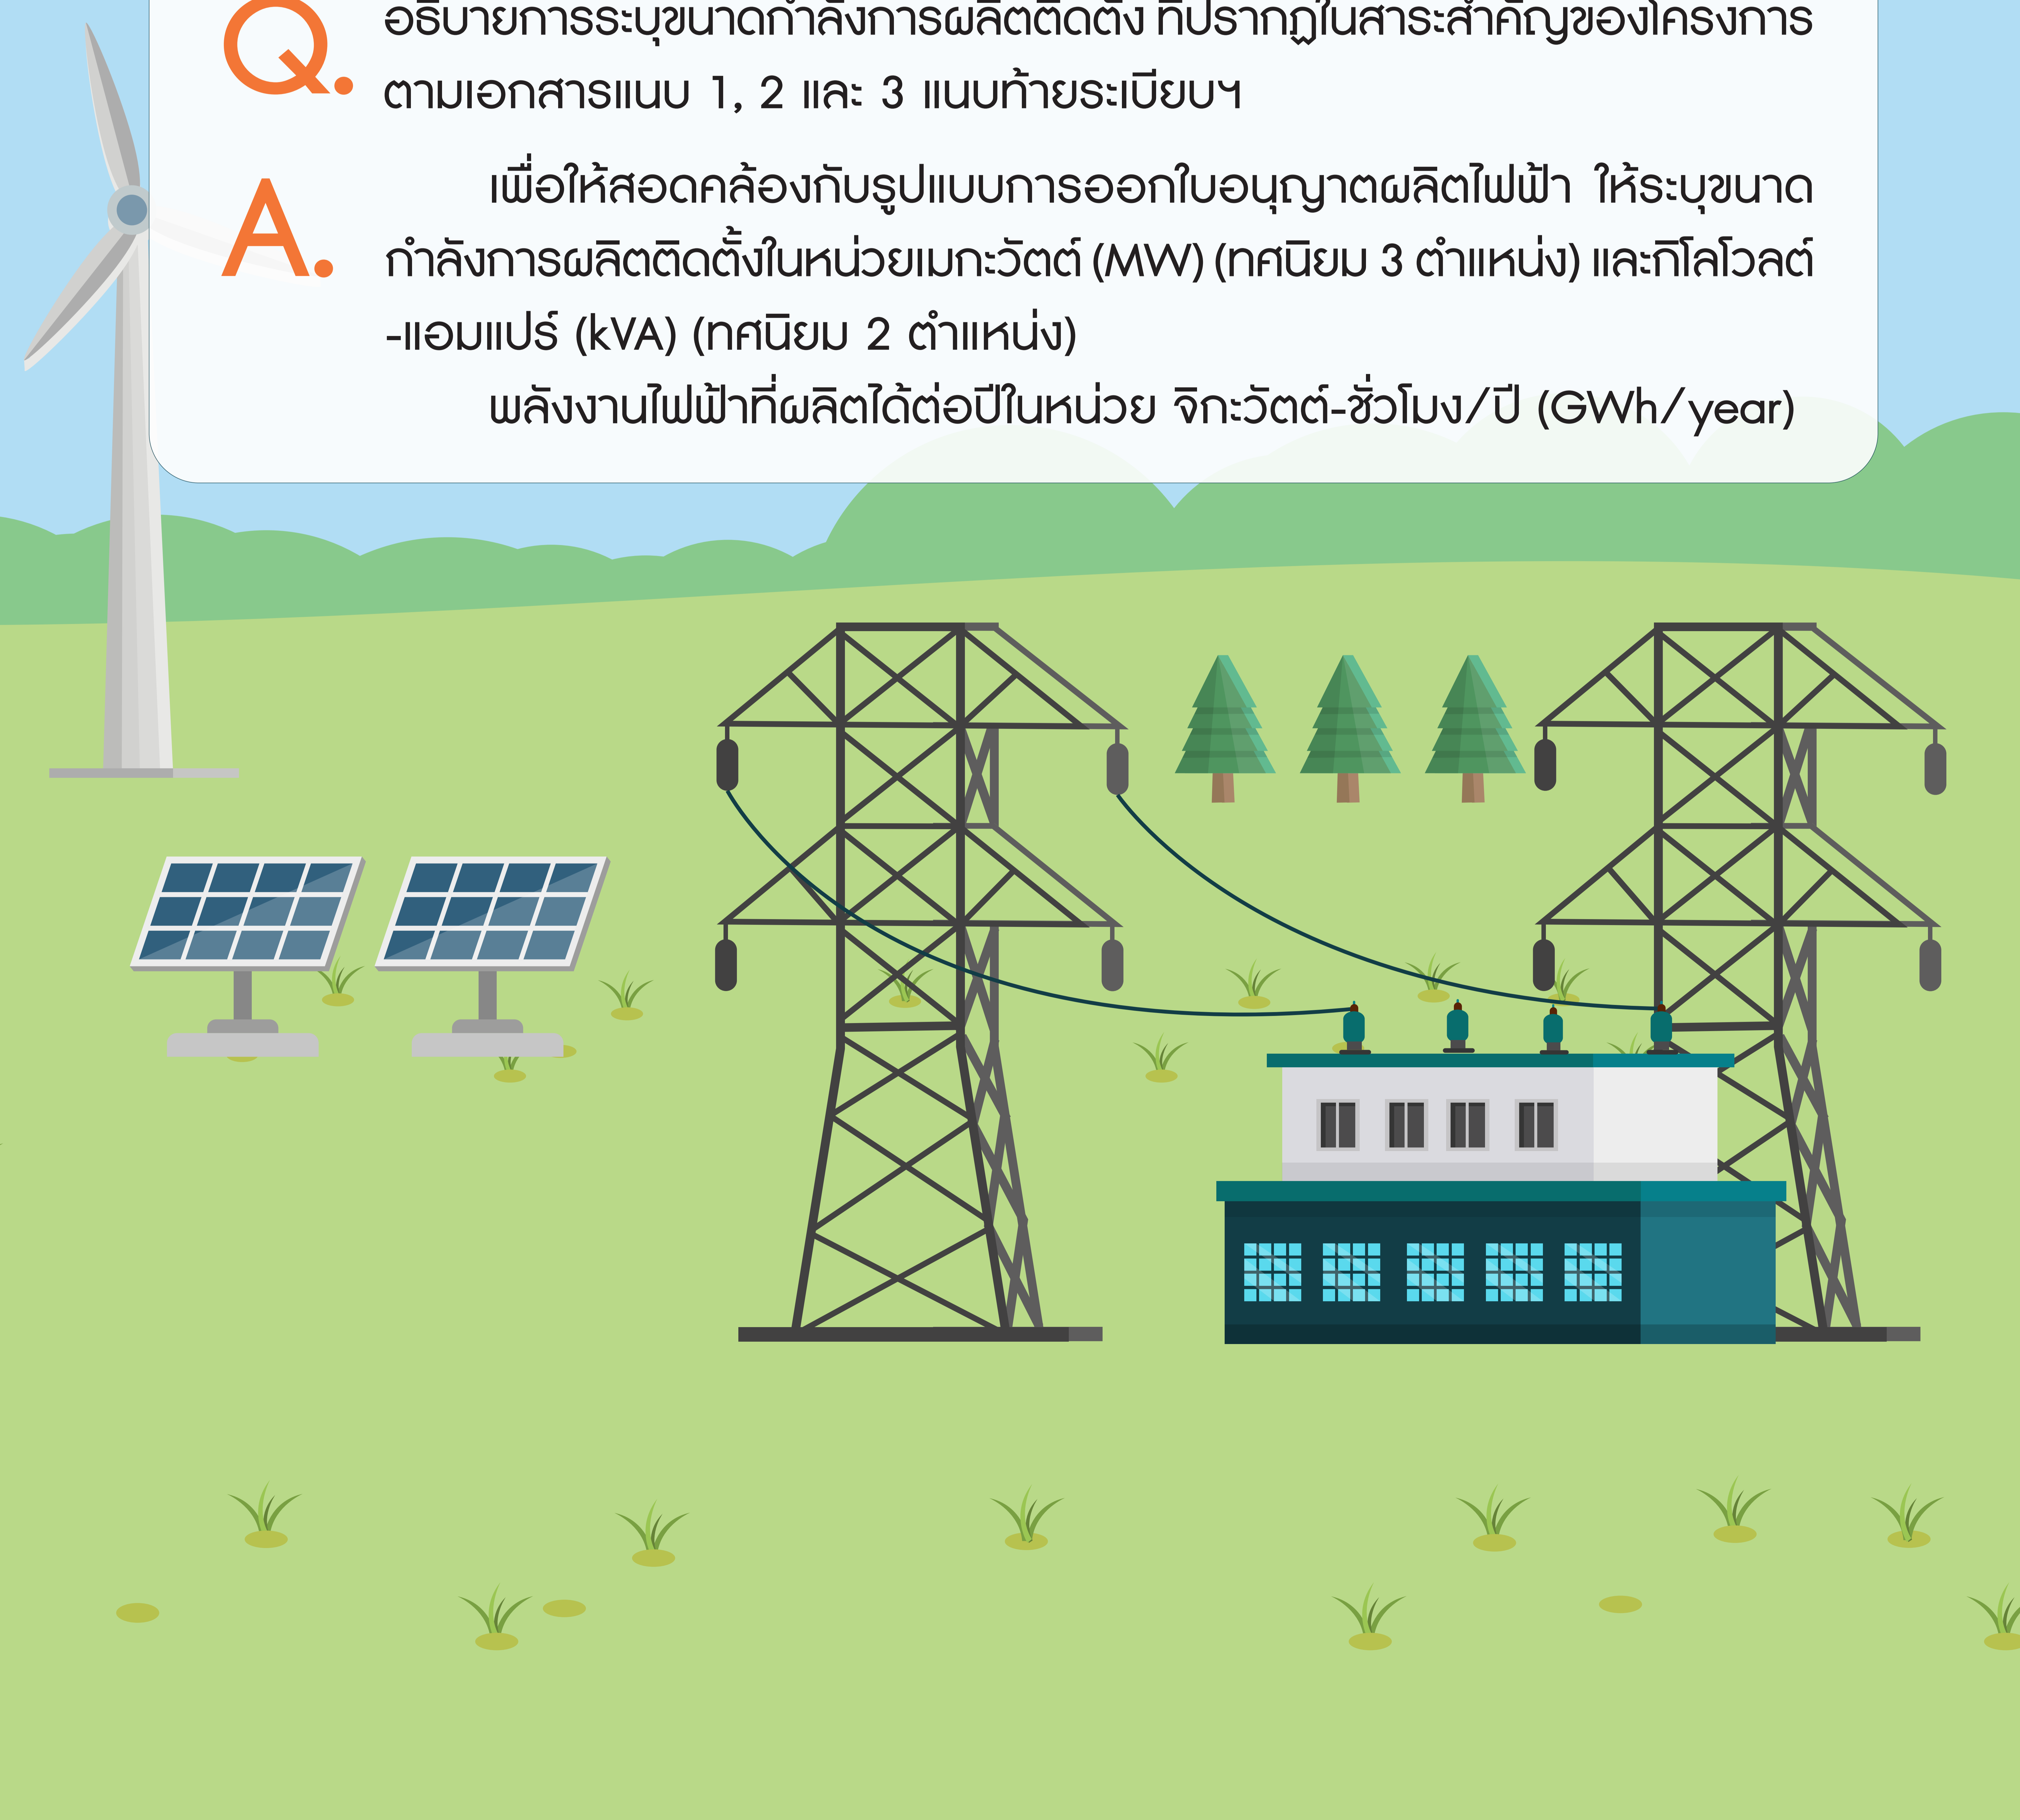 Q. อธิบายการระบุขนาดกำลังการผลิตติดตั้ง ที่ปรากฏในสาระสำคัญของโครงการ
ตามเอกสารแนบ 1, 2 และ 3 แนบท้ายระเบียบฯ
A. เพื่อให้สอดคล้องกับรูปแบบการออกใบอนุญาตผลิตไฟฟ้า ให้ระบุขนาด
กำลังการผลิตติดตั้งในหน่วยเมกะวัตต์ (MW) (ทศนิยม 3 ตำแหน่ง) และกิโลโวลต์
-แอมแปร์ (kVA) (ทศนิยม 2 ตำแหน่ง)
พลังงานไฟฟ้าที่ผลิตได้ต่อปีในหน่วย จิกะวัตต์-ชั่วโมง/ปี (GWh/year)